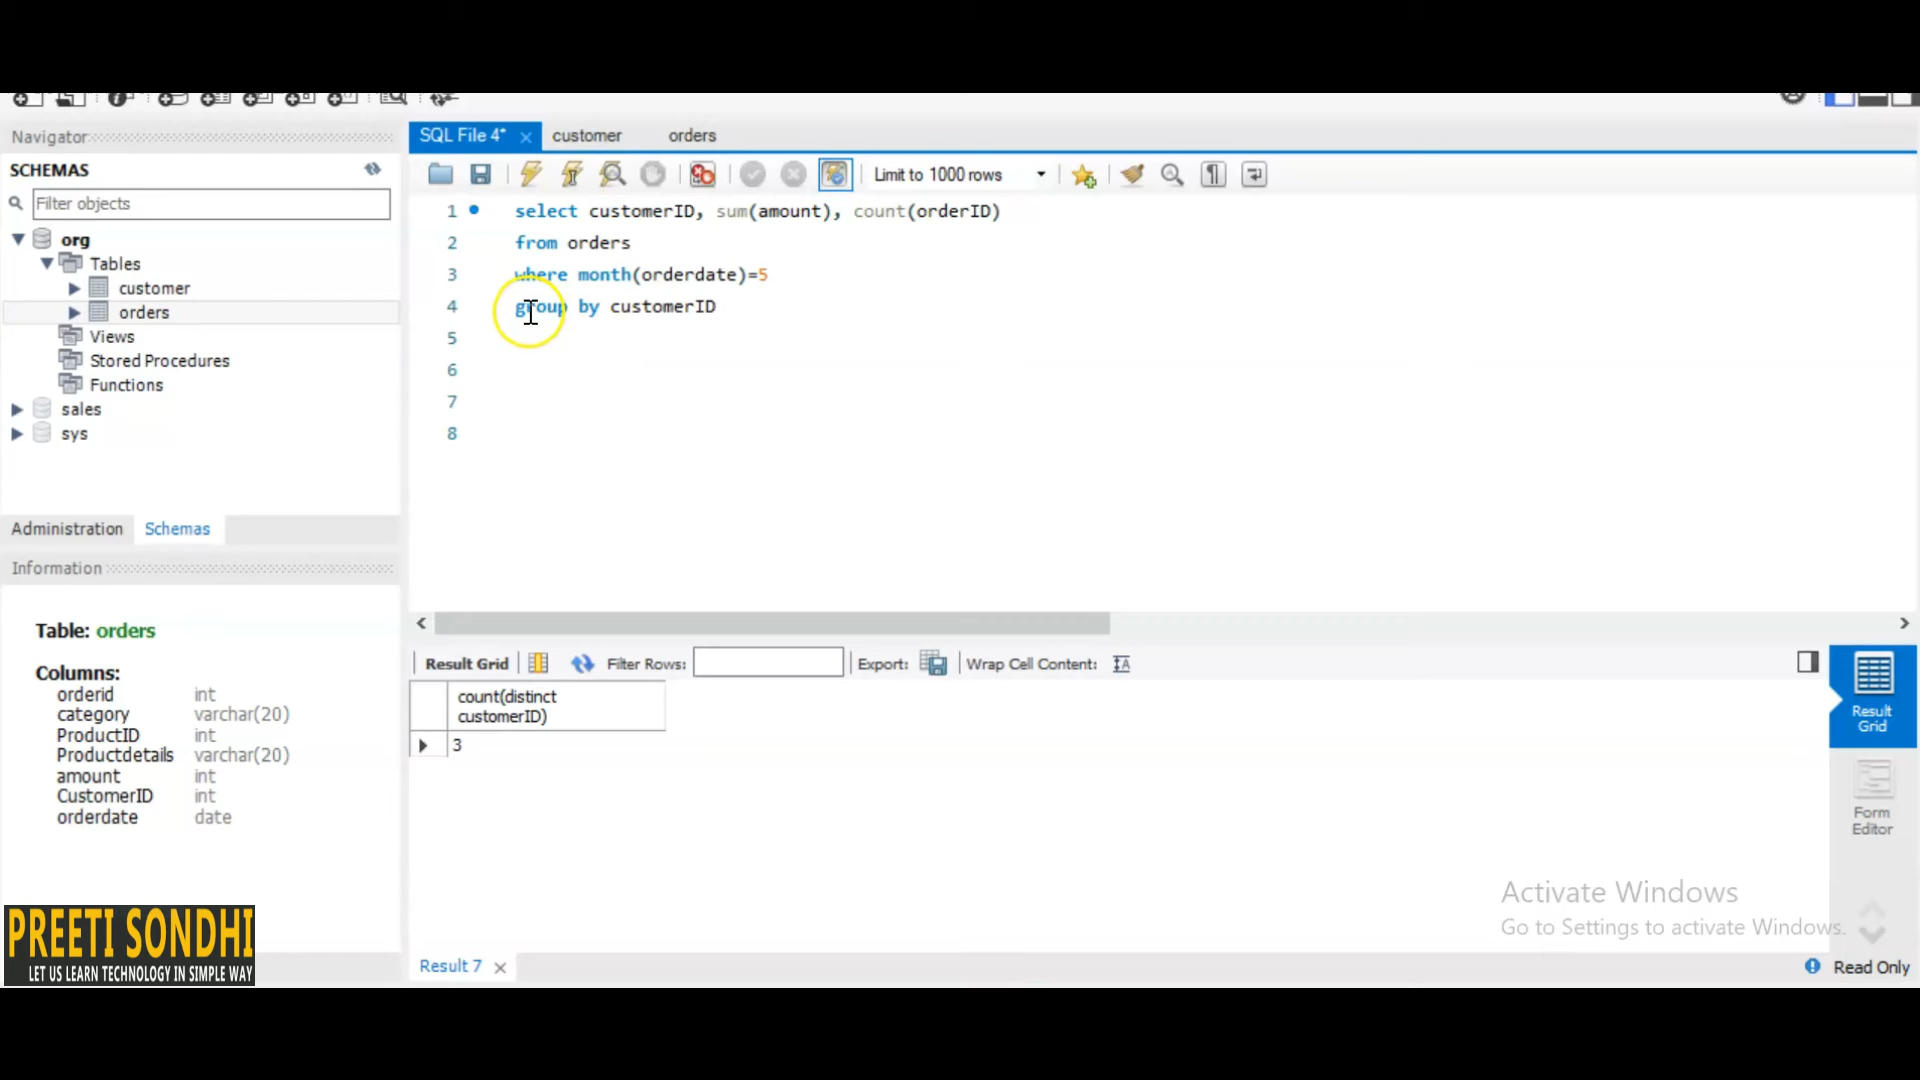 Navigator
SQL File 4*
customer
orders
SCHEMAS
Limit to 1000 rows
Filter objects
org
Tables
customer
orders
Views
Stored Procedures
Functions
sales
sys
1 select customerID, sum(amount), count(orderID)
2 from orders
3 where month(orderdate)=5
4 group by customerID
5
6
7
8
Administration
Schemas
Information
Table: orders
Columns:
orderid int
category varchar(20)
ProductID int
Productdetails varchar(20)
amount int
CustomerID int
orderdate date
Result Grid
Filter Rows:
Export:
Wrap Cell Content:
count(distinct
customerID)
3
Result
Grid
Form
Editor
Activate Windows
Go to Settings to activate Windows.
PREETI SONDHI
LET US LEARN TECHNOLOGY IN SIMPLE WAY
Result 7
Read Only